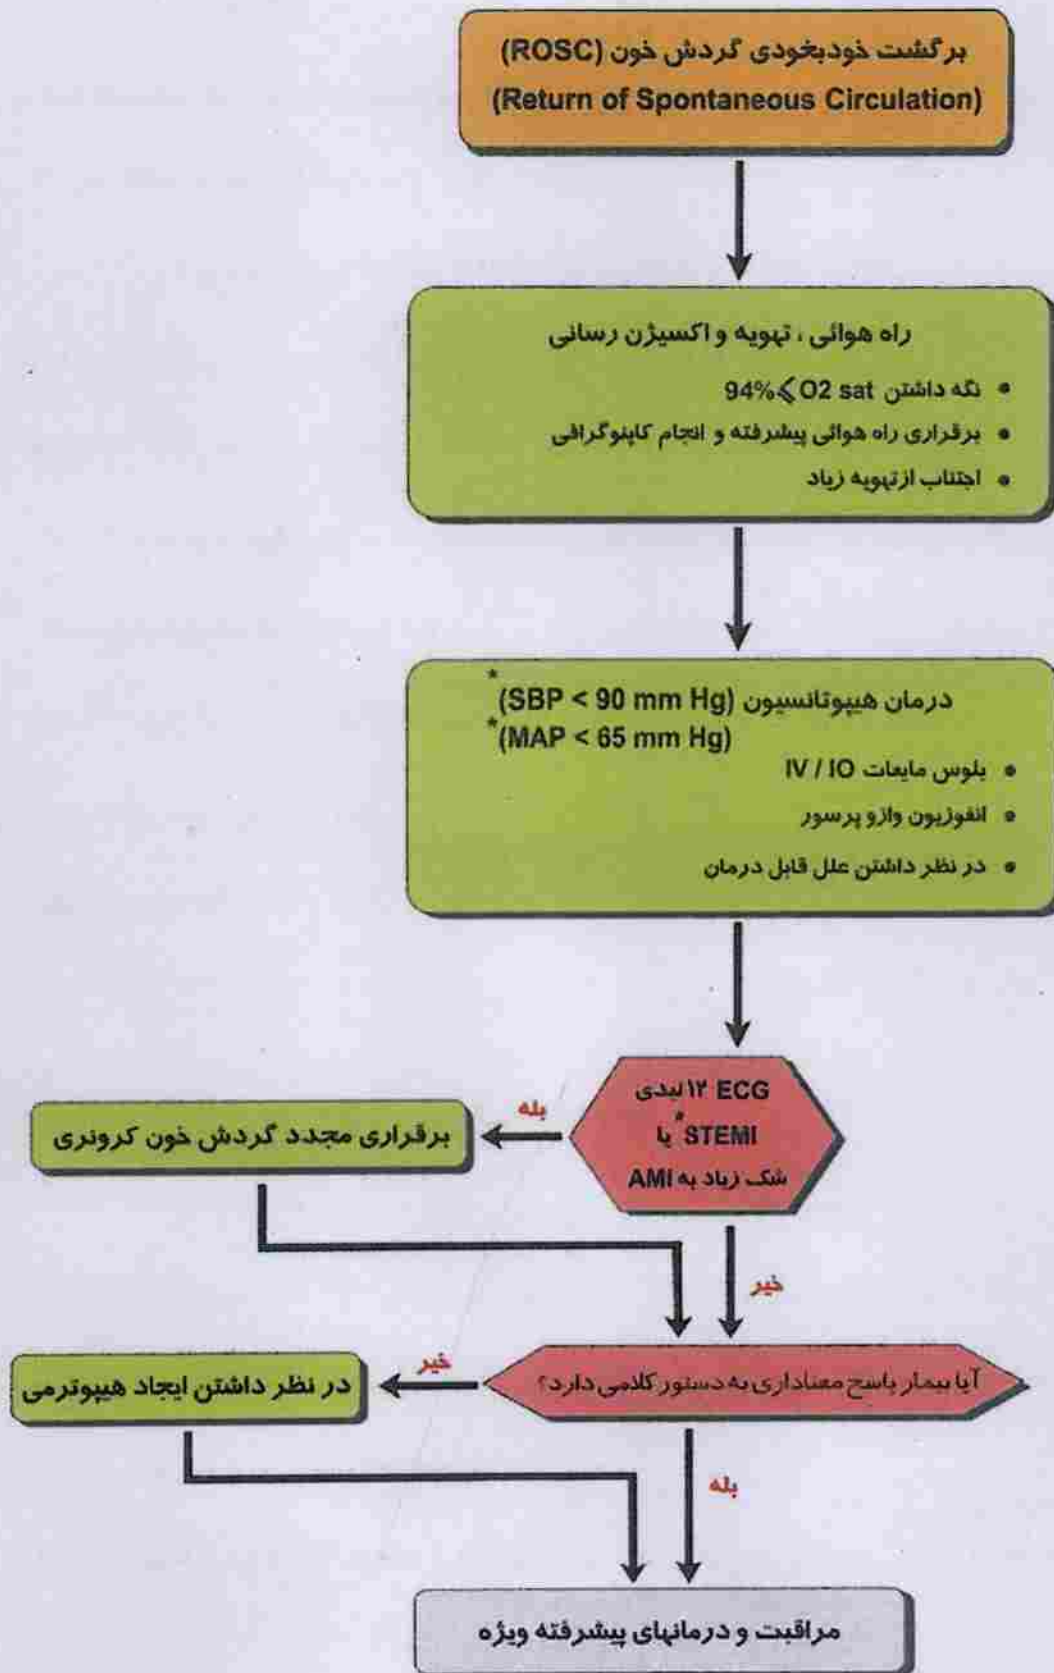 برگشت خودبخودی گردش خون (ROSC)
(Return of Spontaneous Circulation)
راه هوائی ، تهویه و اکسیژن رسانی
• نگه داشتن O2 sat ⩾ 94%
• برقراری راه هوائی پیشرفته و انجام کاپنوگرافی
• اجتناب ازتهویه زیاد
درمان هیپوتانسیون (SBP < 90 mm Hg)*
(MAP < 65 mm Hg)*
• بلوس مایعات IV / IO
• انفوزیون وازو پرسور
• در نظر داشتن علل قابل درمان
ECG ۱۲ لیدی
STEMI* یا
شک زیاد به AMI
بله
برقراری مجدد گردش خون کرونری
خیر
آیا بیمار پاسخ معناداری به دستور کلامی دارد؟
خیر
در نظر داشتن ایجاد هیپوترمی
بله
مراقبت و درمانهای پیشرفته ویژه